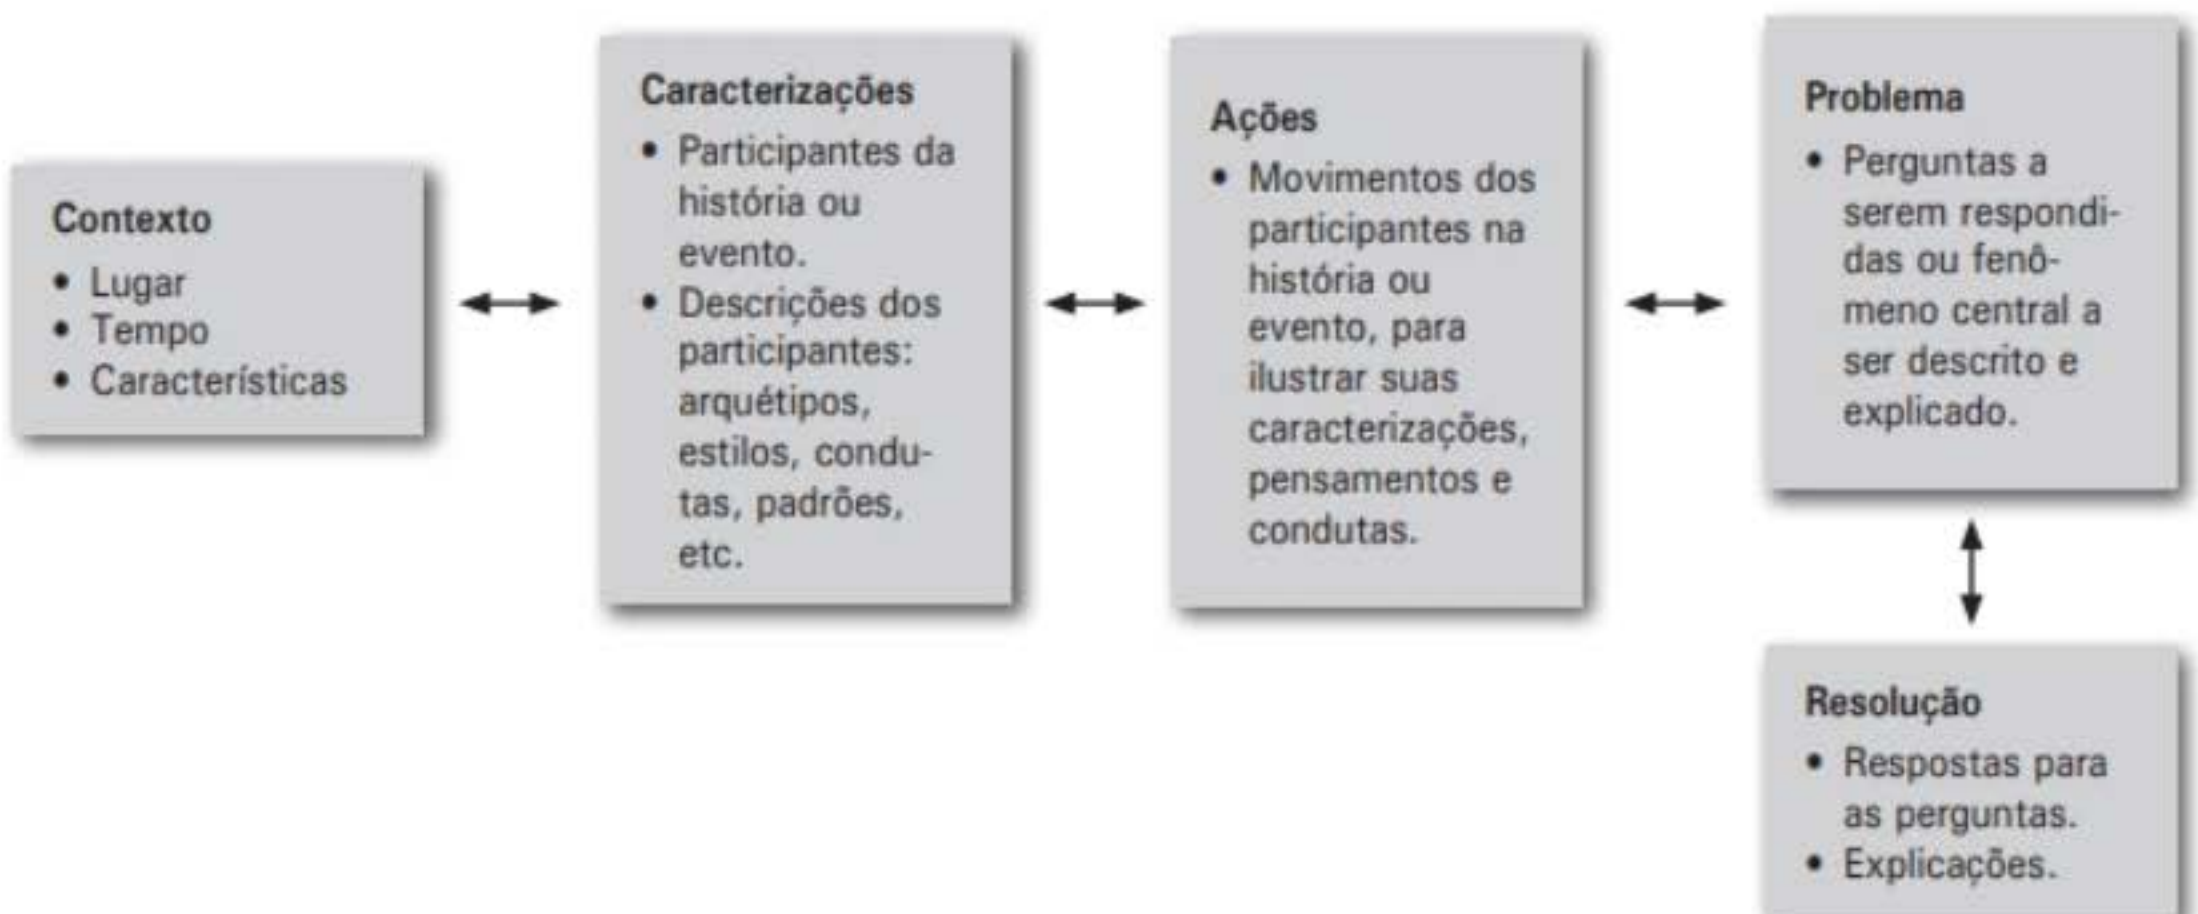 Contexto
• Lugar
• Tempo
• Características
Caracterizações
• Participantes da
história ou
evento.
• Descrições dos
participantes:
arquétipos,
estilos, condu-
tas, padrões,
etc.
Ações
• Movimentos dos
participantes na
história ou
evento, para
ilustrar suas
caracterizações,
pensamentos e
condutas.
Problema
• Perguntas a
serem respondi-
das ou fenô-
meno central a
ser descrito e
explicado.
Resolução
• Respostas para
as perguntas.
• Explicações.